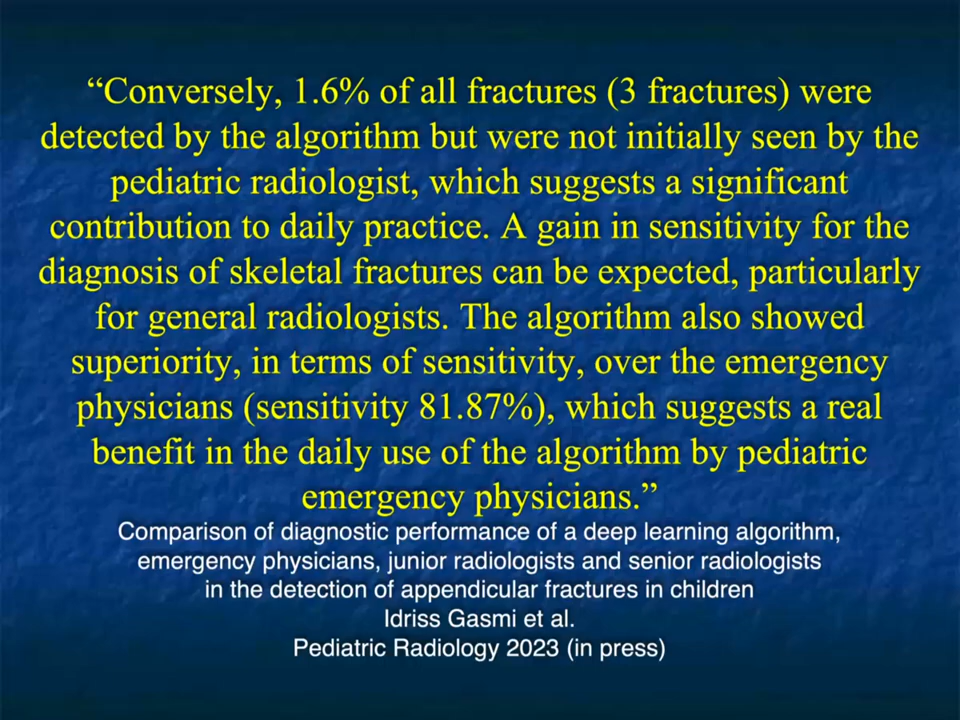 “Conversely, 1.6% of all fractures (3 fractures) were
detected by the algorithm but were not initially seen by the
pediatric radiologist, which suggests a significant
contribution to daily practice. A gain in sensitivity for the
diagnosis of skeletal fractures can be expected, particularly
for general radiologists. The algorithm also showed
superiority, in terms of sensitivity, over the emergency
physicians (sensitivity 81.87%), which suggests a real
benefit in the daily use of the algorithm by pediatric
emergency physicians.”
Comparison of diagnostic performance of a deep learning algorithm,
emergency physicians, junior radiologists and senior radiologists
in the detection of appendicular fractures in children
Idriss Gasmi et al.
Pediatric Radiology 2023 (in press)